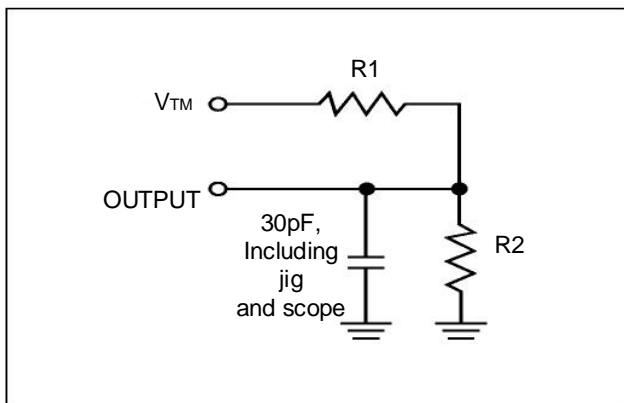 R1
VTM
OUTPUT
30pF,
Including
jig
and scope
R2